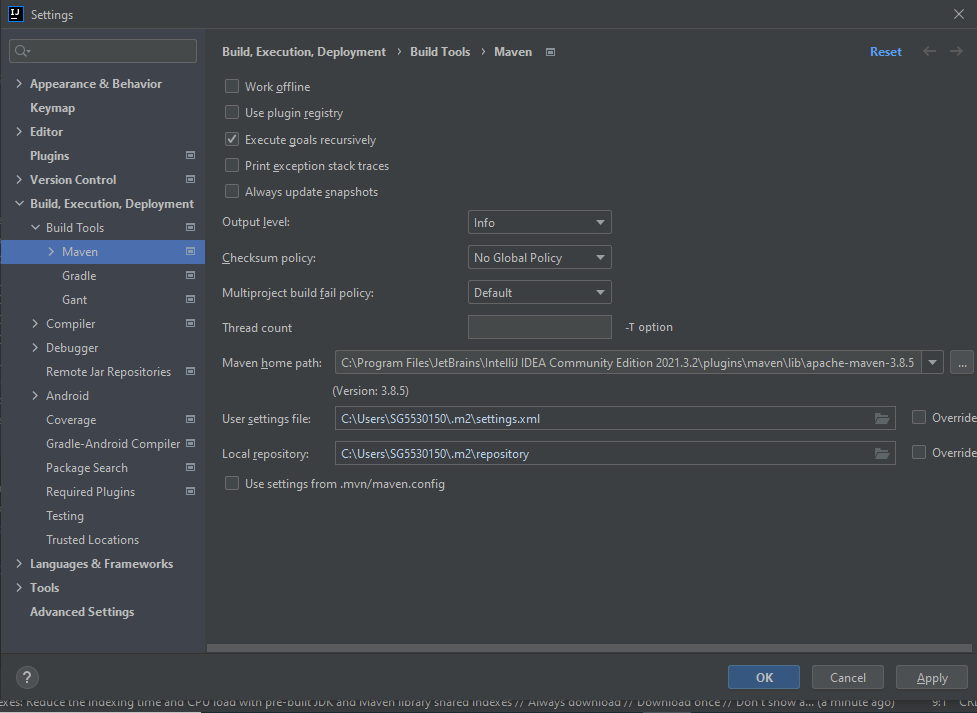 IJ Settings
Build, Execution, Deployment › Build Tools › Maven Reset
Appearance & Behavior
Keymap
Editor
Plugins
Version Control
Build, Execution, Deployment
Build Tools
Maven
Gradle
Gant
Compiler
Debugger
Remote Jar Repositories
Android
Coverage
Gradle-Android Compiler
Package Search
Required Plugins
Testing
Trusted Locations
Languages & Frameworks
Tools
Advanced Settings
Work offline
Use plugin registry
Execute goals recursively
Print exception stack traces
Always update snapshots
Output level: Info
Checksum policy: No Global Policy
Multiproject build fail policy: Default
Thread count -T option
Maven home path: C:\Program Files\JetBrains\IntelliJ IDEA Community Edition 2021.3.2\plugins\maven\lib\apache-maven-3.8.5 ...
(Version: 3.8.5)
User settings file: C:\Users\SG5530150\.m2\settings.xml Override
Local repository: C:\Users\SG5530150\.m2\repository Override
Use settings from .mvn/maven.config
? OK Cancel Apply
exes: Reduce the indexing time and CPU load with pre-built JDK and Maven library shared indexes // Always download // Download once // Don't show a... (a minute ago) 9:1